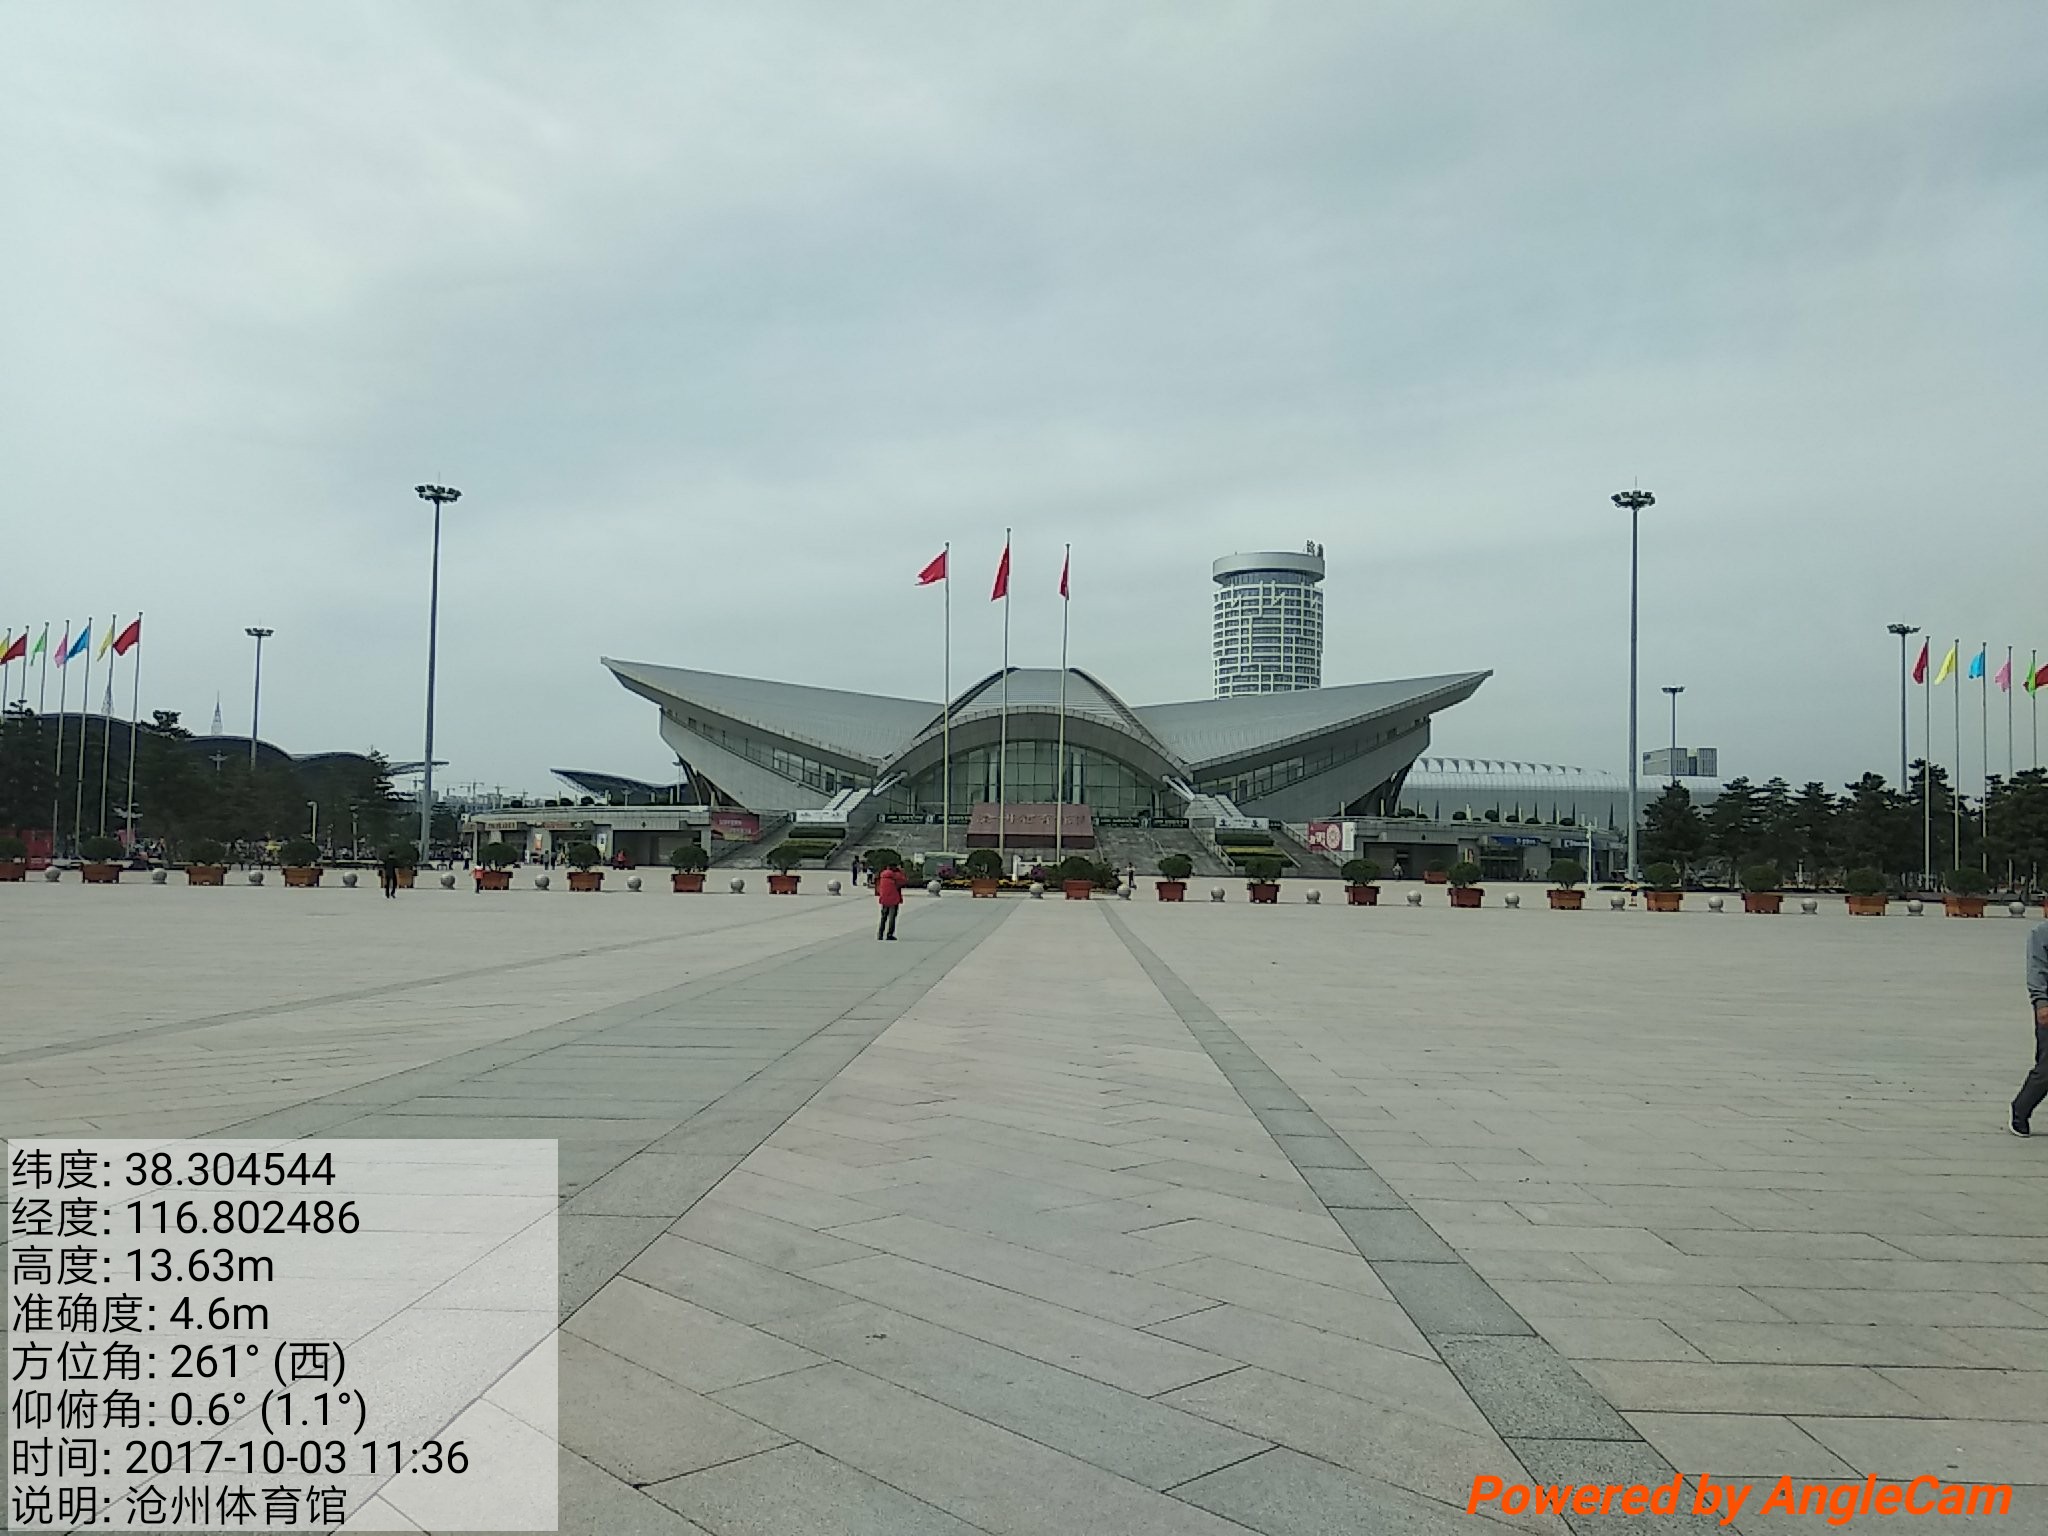 纬度: 38.304544
经度: 116.802486
高度: 13.63m
准确度: 4.6m
方位角: 261° (西)
仰俯角: 0.6° (1.1°)
时间: 2017-10-03 11:36
说明: 沧州体育馆
Powered by AngleCam